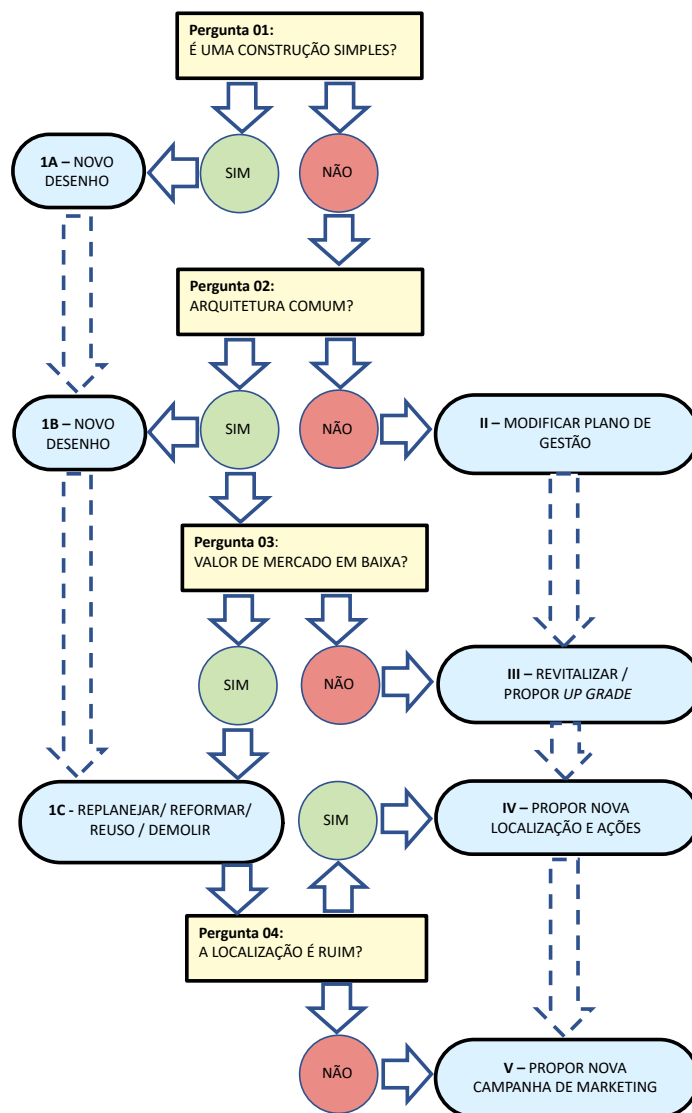 Pergunta 01:
É UMA CONSTRUÇÃO SIMPLES?
1A – NOVO
DESENHO
SIM
NÃO
Pergunta 02:
ARQUITETURA COMUM?
1B – NOVO
DESENHO
SIM
NÃO
II – MODIFICAR PLANO DE
GESTÃO
Pergunta 03:
VALOR DE MERCADO EM BAIXA?
SIM
NÃO
III – REVITALIZAR /
PROPOR UP GRADE
1C - REPLANEJAR/ REFORMAR/
REUSO / DEMOLIR
SIM
IV – PROPOR NOVA
LOCALIZAÇÃO E AÇÕES
Pergunta 04:
A LOCALIZAÇÃO É RUIM?
NÃO
V – PROPOR NOVA
CAMPANHA DE MARKETING